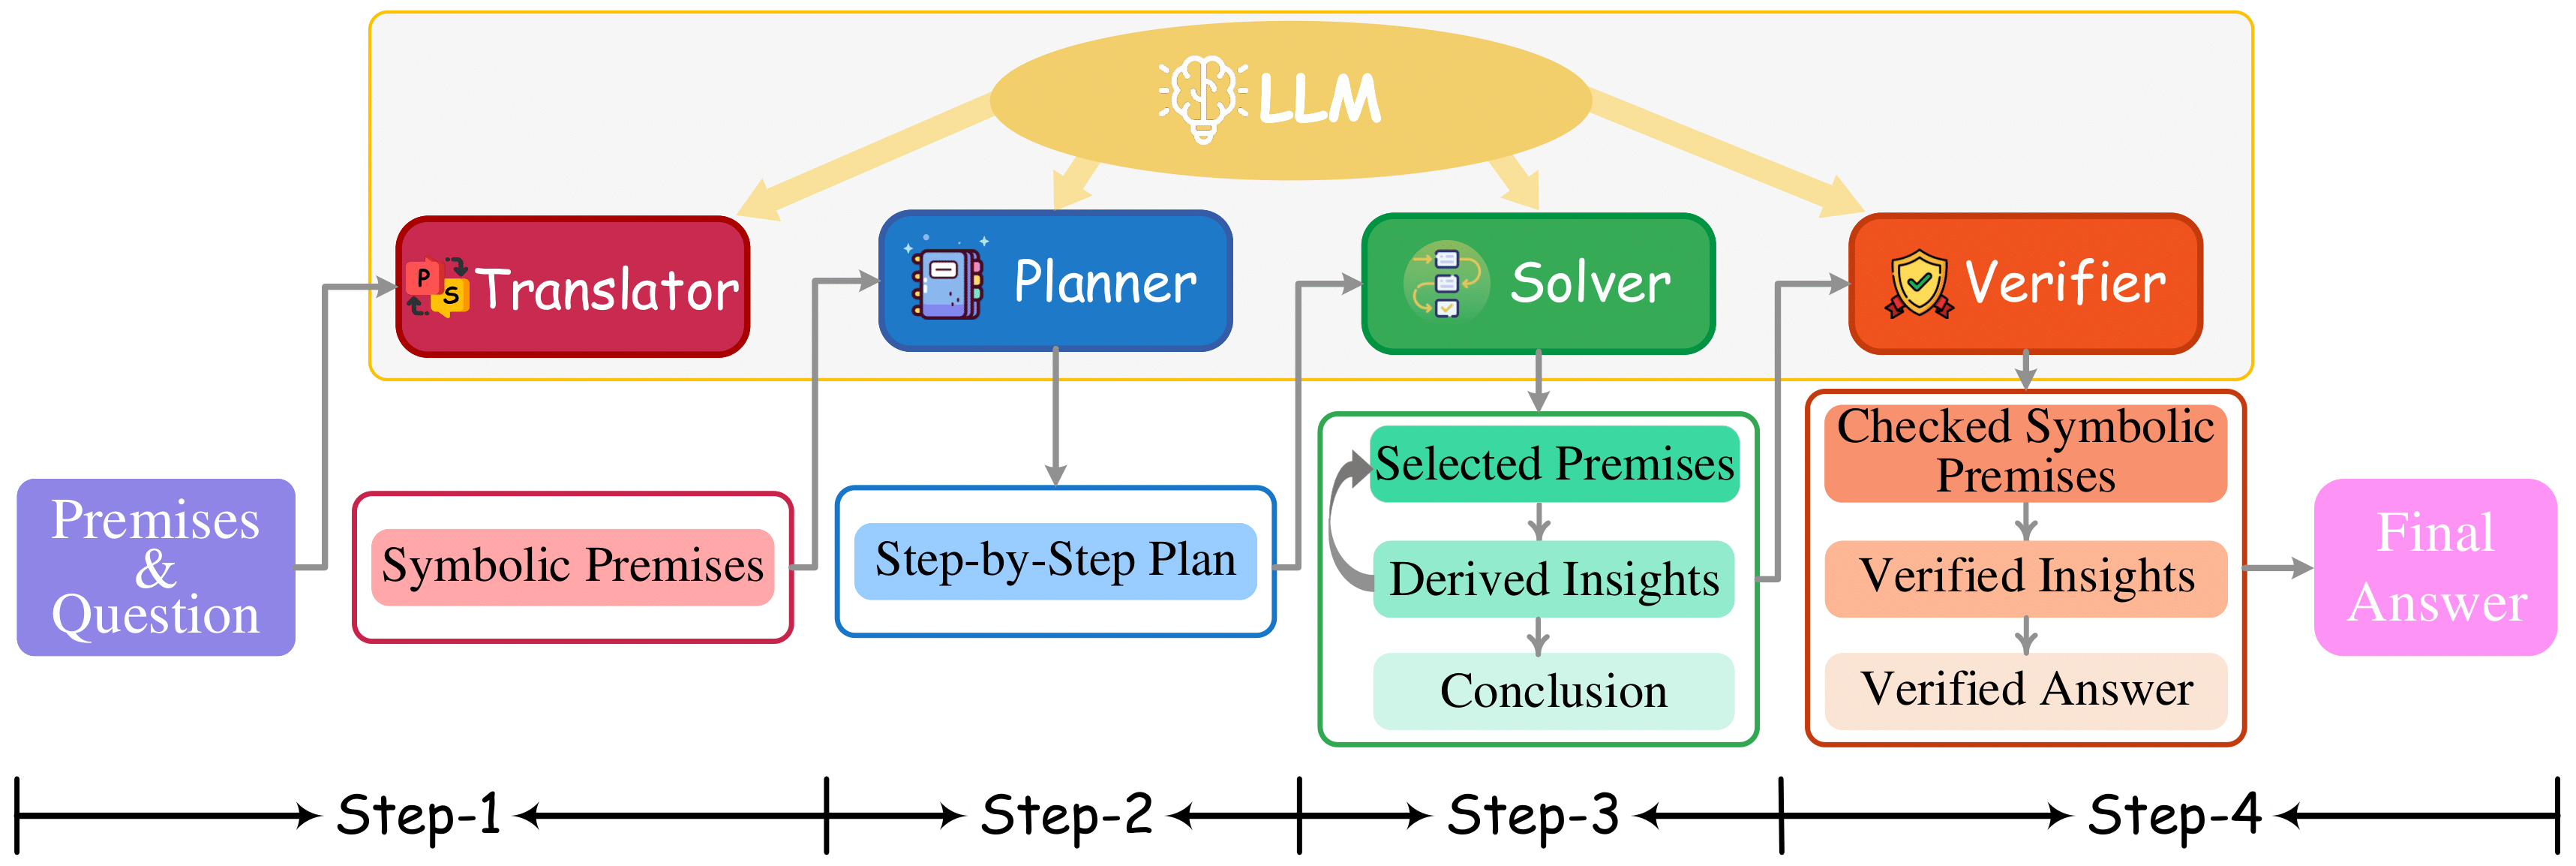 LLM
P
S
Translator
Planner
Solver
Verifier
Premises
&
Question
Symbolic Premises
Step-by-Step Plan
Selected Premises
Derived Insights
Conclusion
Checked Symbolic
Premises
Verified Insights
Verified Answer
Final
Answer
Step-1
Step-2
Step-3
Step-4